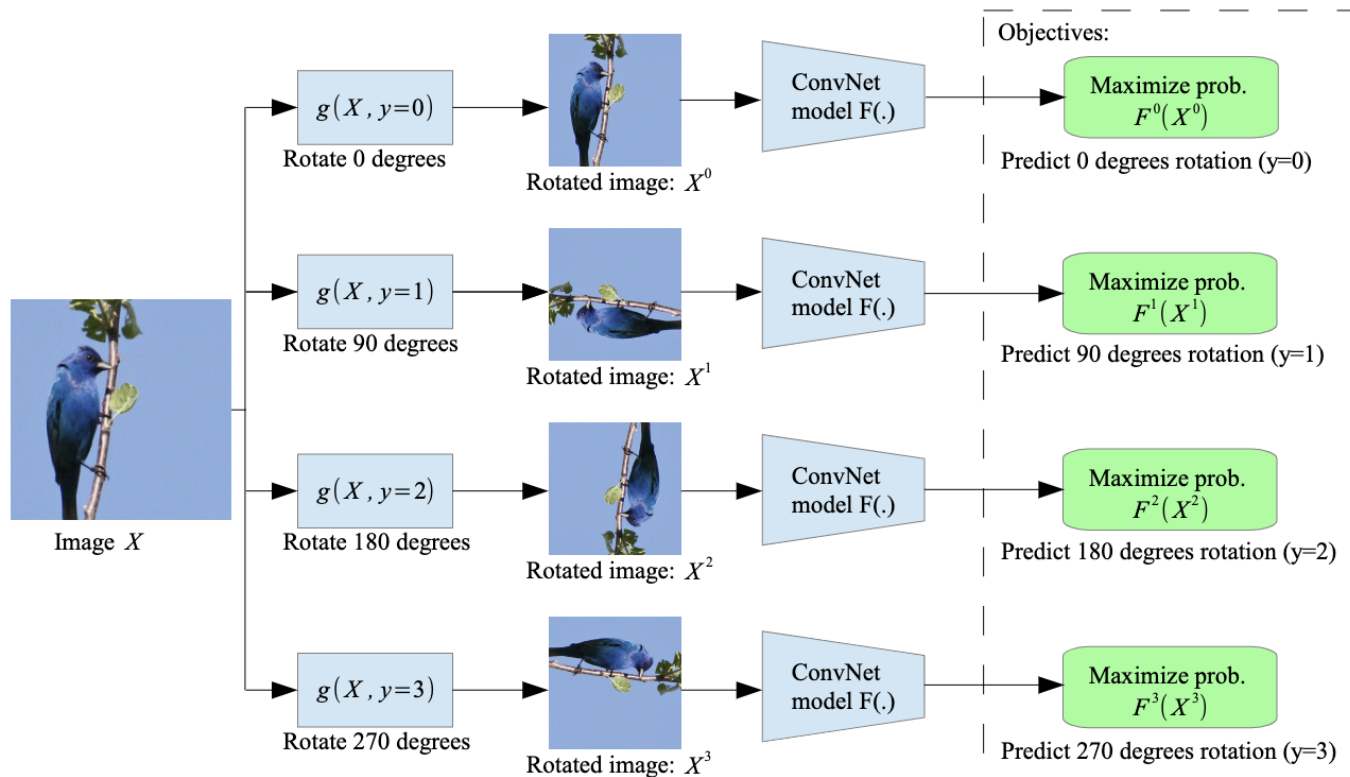 Objectives:
g(X, y=0)
Rotate 0 degrees
Rotated image: X⁰
ConvNet
model F(.)
Maximize prob.
F⁰(X⁰)
Predict 0 degrees rotation (y=0)
g(X, y=1)
Rotate 90 degrees
Rotated image: X¹
ConvNet
model F(.)
Maximize prob.
F¹(X¹)
Predict 90 degrees rotation (y=1)
Image X
g(X, y=2)
Rotate 180 degrees
Rotated image: X²
ConvNet
model F(.)
Maximize prob.
F²(X²)
Predict 180 degrees rotation (y=2)
g(X, y=3)
Rotate 270 degrees
Rotated image: X³
ConvNet
model F(.)
Maximize prob.
F³(X³)
Predict 270 degrees rotation (y=3)